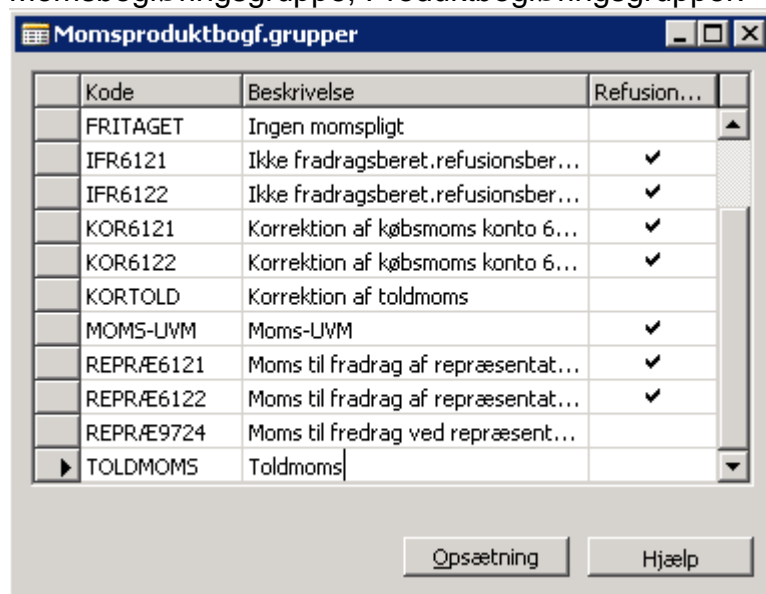 Momsbogføringsgruppe, Produktbogføringsgrupper.
Momsproduktbogf.grupper
Kode Beskrivelse Refusion...
FRITAGET Ingen momspligt
IFR6121 Ikke fradragsberet.refusionsber...
IFR6122 Ikke fradragsberet.refusionsber...
KOR6121 Korrektion af købsmoms konto 6...
KOR6122 Korrektion af købsmoms konto 6...
KORTOLD Korrektion af toldmoms
MOMS-UVM Moms-UVM
REPRÆ6121 Moms til fradrag af repræsentat...
REPRÆ6122 Moms til fradrag af repræsentat...
REPRÆ9724 Moms til fredrag ved repræsent...
TOLDMOMS Toldmoms
Opsætning Hjælp